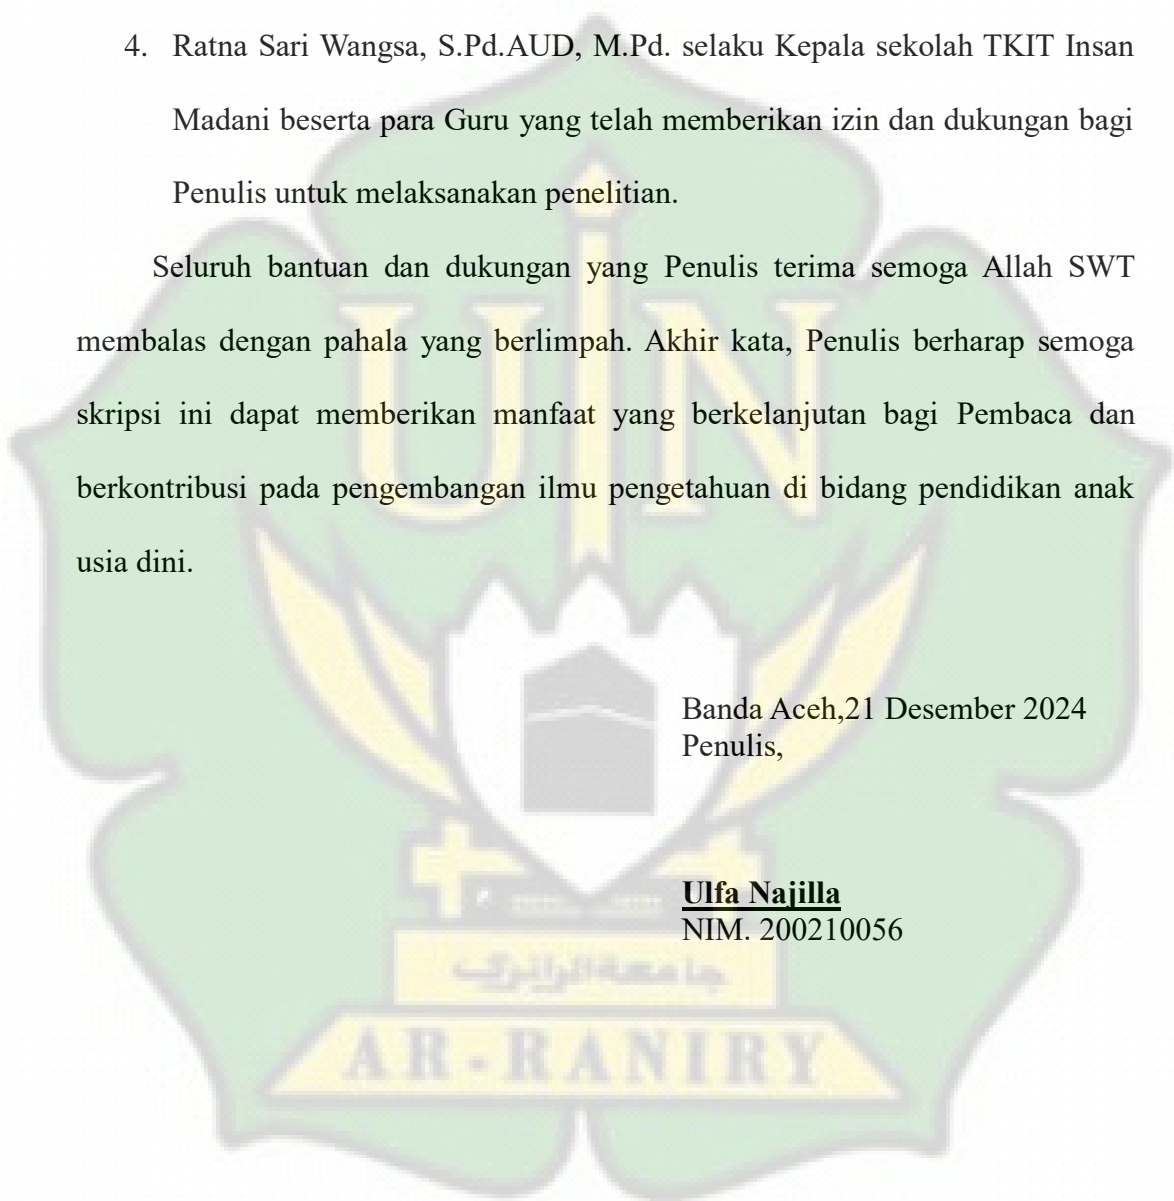 4. Ratna Sari Wangsa, S.Pd.AUD, M.Pd. selaku Kepala sekolah TKIT Insan
Madani beserta para Guru yang telah memberikan izin dan dukungan bagi
Penulis untuk melaksanakan penelitian.
Seluruh bantuan dan dukungan yang Penulis terima semoga Allah SWT
membalas dengan pahala yang berlimpah. Akhir kata, Penulis berharap semoga
skripsi ini dapat memberikan manfaat yang berkelanjutan bagi Pembaca dan
berkontribusi pada pengembangan ilmu pengetahuan di bidang pendidikan anak
usia dini.
Banda Aceh,21 Desember 2024
Penulis,
Ulfa Najilla
NIM. 200210056
UIN
جامعة الرانيري
AR-RANIRY